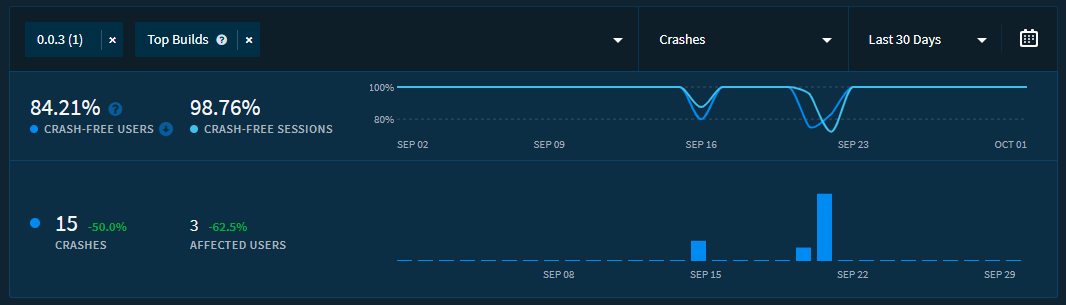 0.0.3 (1) × Top Builds ? × Crashes Last 30 Days
84.21% ? 98.76%
CRASH-FREE USERS CRASH-FREE SESSIONS
100%
80%
SEP 02 SEP 09 SEP 16 SEP 23 OCT 01
15 -50.0% 3 -62.5%
CRASHES AFFECTED USERS
SEP 08 SEP 15 SEP 22 SEP 29